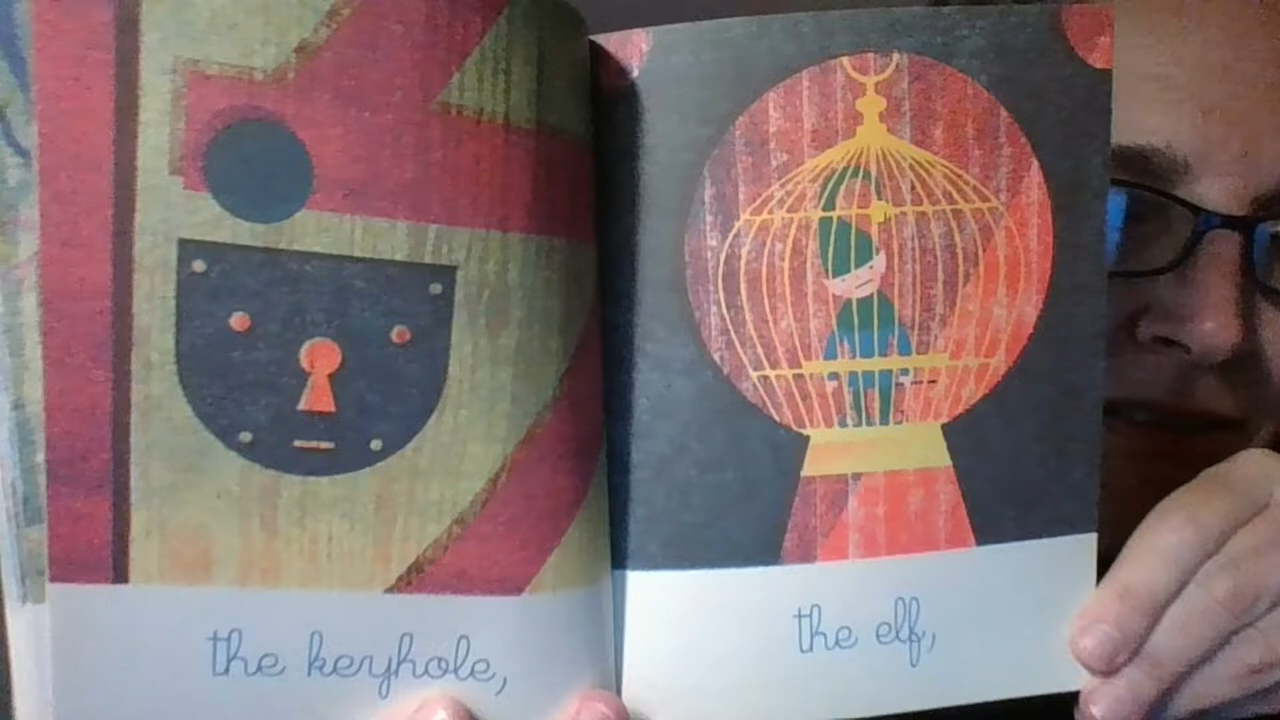 the keyhole,
the elf,